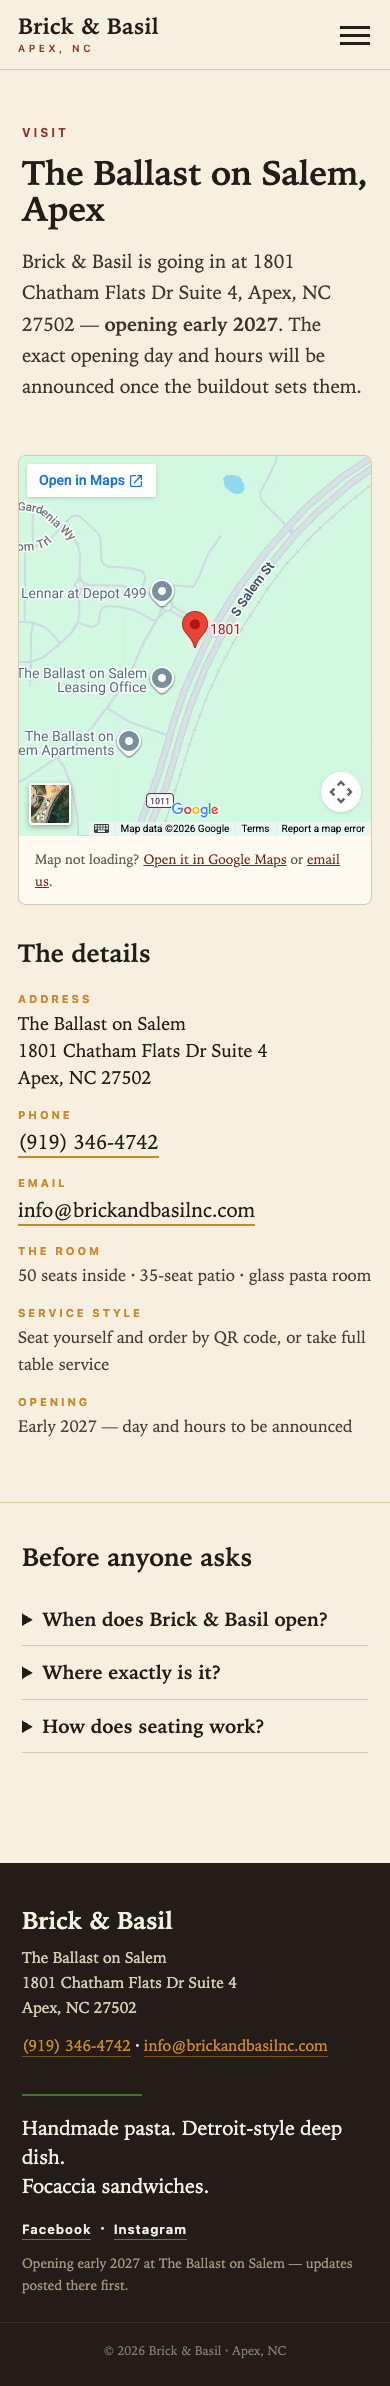 Brick & Basil
APEX, NC
VISIT
The Ballast on Salem,
Apex
Brick & Basil is going in at 1801
Chatham Flats Dr Suite 4, Apex, NC
27502 — opening early 2027. The
exact opening day and hours will be
announced once the buildout sets them.
Open in Maps
Gardenia Wy
om Trl
Lennar at Depot 499
S Salem St
1801
The Ballast on Salem
Leasing Office
The Ballast on
em Apartments
1011
Google
Map data ©2026 Google
Terms
Report a map error
Map not loading? Open it in Google Maps or email
us.
The details
ADDRESS
The Ballast on Salem
1801 Chatham Flats Dr Suite 4
Apex, NC 27502
PHONE
(919) 346-4742
EMAIL
info@brickandbasilnc.com
THE ROOM
50 seats inside · 35-seat patio · glass pasta room
SERVICE STYLE
Seat yourself and order by QR code, or take full
table service
OPENING
Early 2027 — day and hours to be announced
Before anyone asks
When does Brick & Basil open?
Where exactly is it?
How does seating work?
Brick & Basil
The Ballast on Salem
1801 Chatham Flats Dr Suite 4
Apex, NC 27502
(919) 346-4742 · info@brickandbasilnc.com
Handmade pasta. Detroit-style deep
dish.
Focaccia sandwiches.
Facebook · Instagram
Opening early 2027 at The Ballast on Salem — updates
posted there first.
© 2026 Brick & Basil · Apex, NC